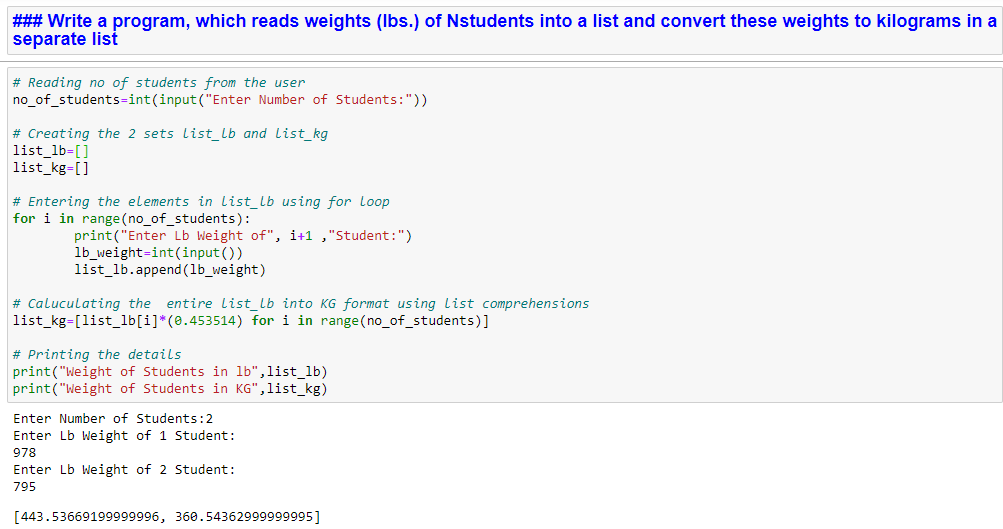 ### Write a program, which reads weights (lbs.) of Nstudents into a list and convert these weights to kilograms in a
separate list
# Reading no of students from the user
no_of_students=int(input("Enter Number of Students:"))
# Creating the 2 sets list_lb and list_kg
list_lb=[]
list_kg=[]
# Entering the elements in list_lb using for loop
for i in range(no_of_students):
        print("Enter Lb Weight of", i+1 ,"Student:")
        lb_weight=int(input())
        list_lb.append(lb_weight)
# Caluculating the  entire list_lb into KG format using list comprehensions
list_kg=[list_lb[i]*(0.453514) for i in range(no_of_students)]
# Printing the details
print("Weight of Students in lb",list_lb)
print("Weight of Students in KG",list_kg)
Enter Number of Students:2
Enter Lb Weight of 1 Student:
978
Enter Lb Weight of 2 Student:
795
[443.53669199999996, 360.54362999999995]